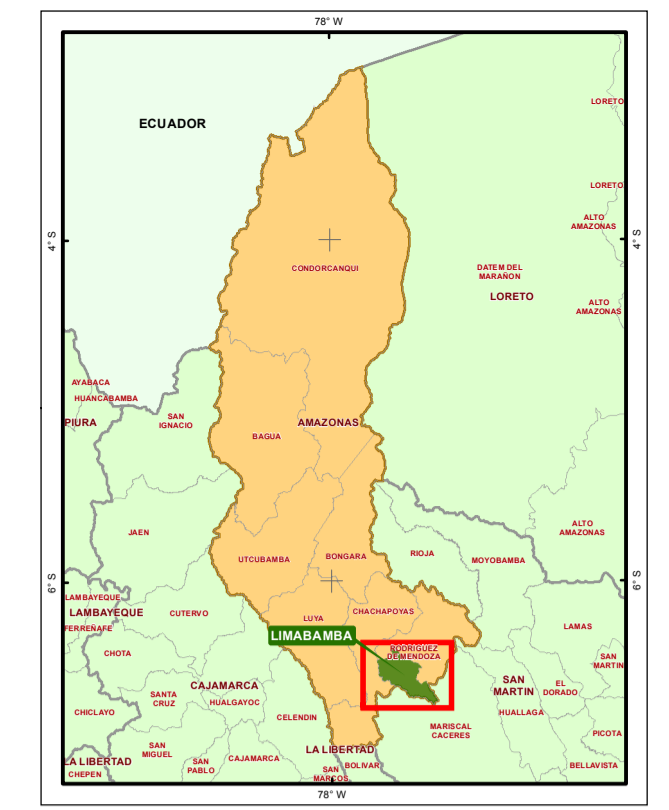 78° W
ECUADOR
LORETO
LORETO
ALTO
AMAZONAS
4° S
4° S
CONDORCANQUI
DATEM DEL
MARAÑON
LORETO
ALTO
AMAZONAS
AYABACA
HUANCABAMBA
PIURA
SAN
IGNACIO
AMAZONAS
BAGUA
JAEN
ALTO
AMAZONAS
UTCUBAMBA
BONGARA
RIOJA
MOYOBAMBA
6° S
6° S
LAMBAYEQUE
LAMBAYEQUE
FERREÑAFE
CUTERVO
LUYA
CHACHAPOYAS
LAMAS
LIMABAMBA
RODRIGUEZ
DE MENDOZA
CHOTA
SAN
MARTIN
CAJAMARCA
SANTA
CRUZ
HUALGAYOC
SAN
MARTIN
EL
DORADO
CHICLAYO
CELENDIN
HUALLAGA
MARISCAL
CACERES
PICOTA
SAN
MIGUEL
LA LIBERTAD
LA LIBERTAD
CHEPEN
SAN
PABLO
CAJAMARCA
SAN
MARCOS
BOLIVAR
BELLAVISTA
78° W